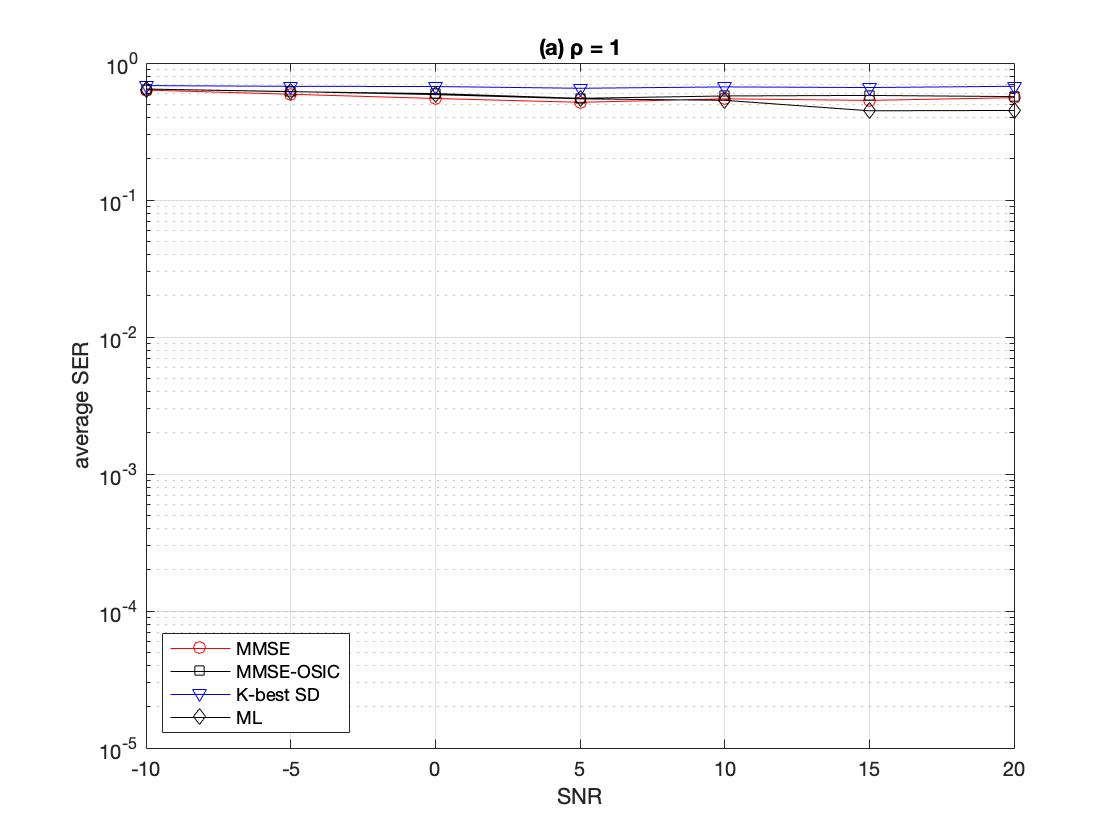 (a) ρ = 1
10^0
10^-1
10^-2
10^-3
10^-4
10^-5
average SER
MMSE
MMSE-OSIC
K-best SD
ML
-10 -5 0 5 10 15 20
SNR